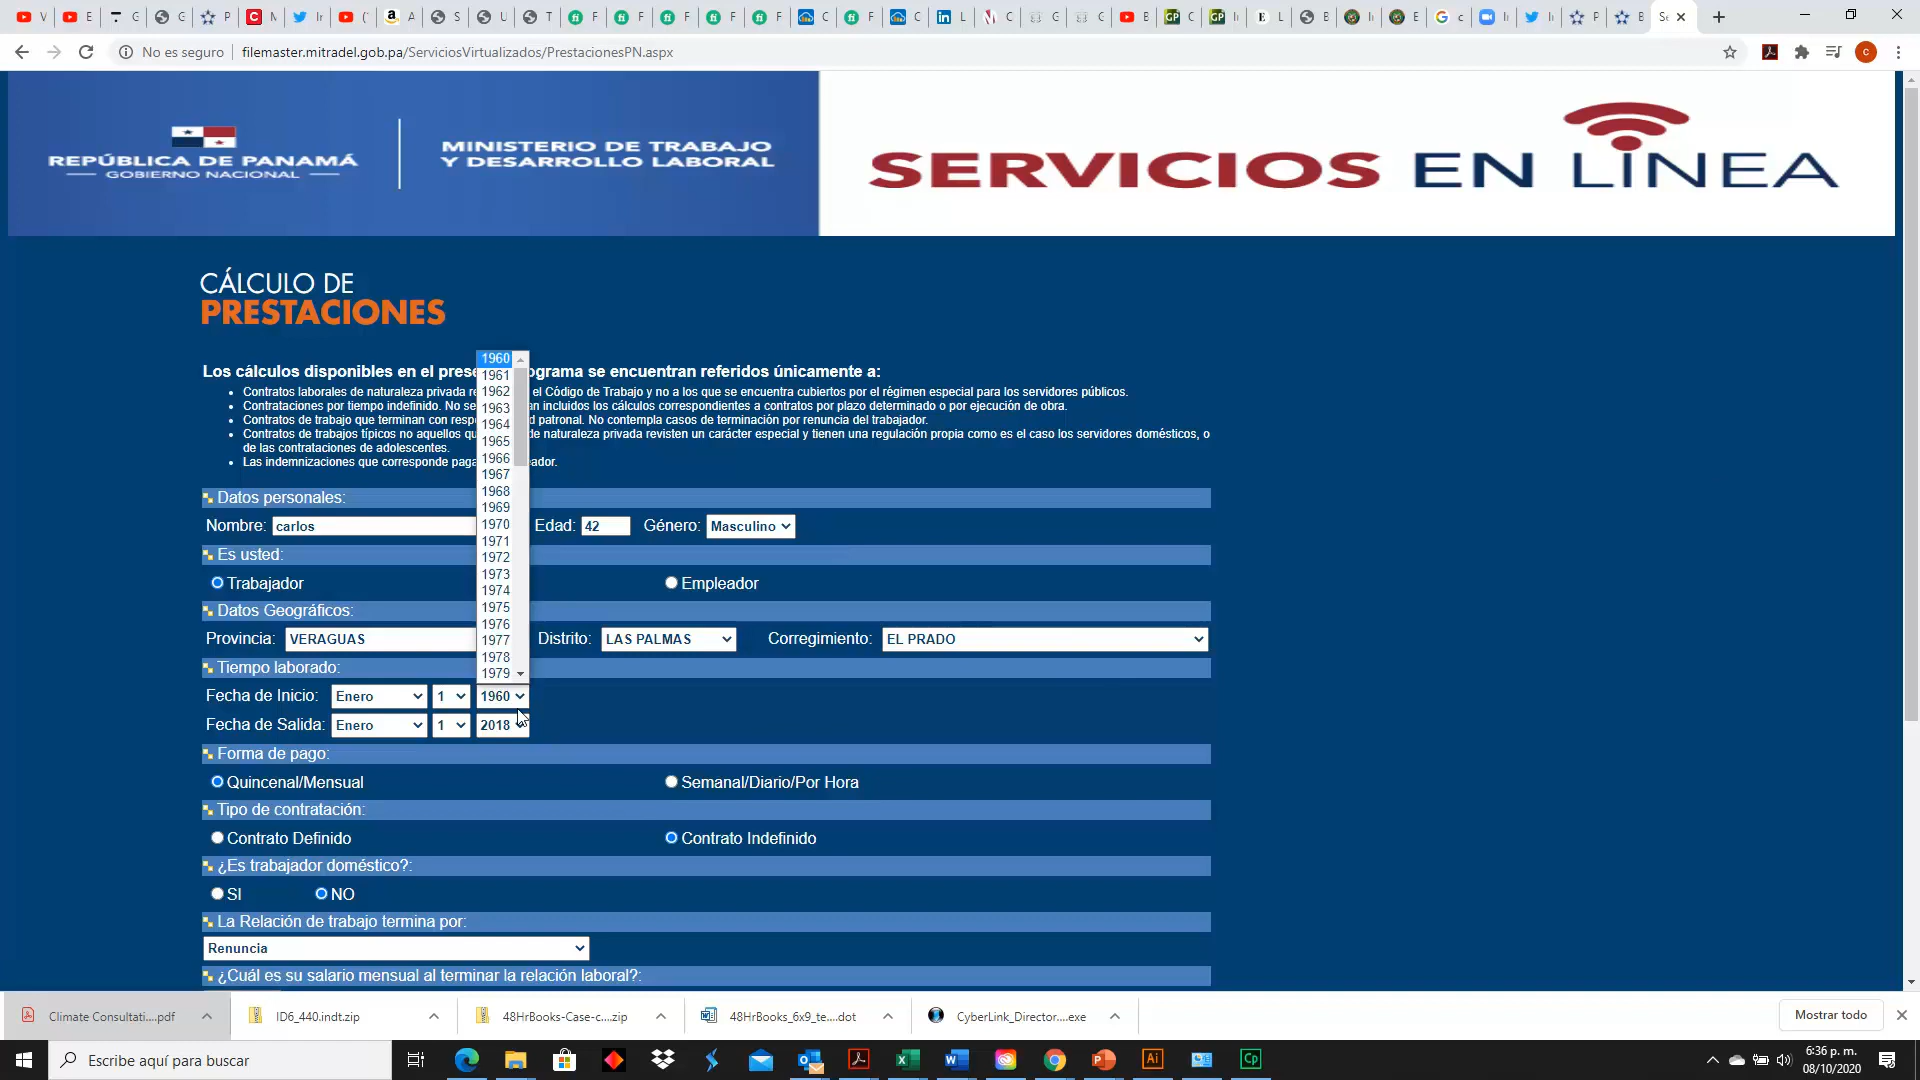 No es seguro
filemaster.mitradel.gob.pa/ServiciosVirtualizados/PrestacionesPN.aspx
REPÚBLICA DE PANAMÁ
GOBIERNO NACIONAL
MINISTERIO DE TRABAJO
Y DESARROLLO LABORAL
SERVICIOS EN LÍNEA
CÁLCULO DE
PRESTACIONES
Los cálculos disponibles en el prese
ograma se encuentran referidos únicamente a:
Contratos laborales de naturaleza privada
el Código de Trabajo y no a los que se encuentra cubiertos por el régimen especial para los servidores públicos.
Contrataciones por tiempo indefinido. No se
an incluidos los cálculos correspondientes a contratos por plazo determinado o por ejecución de obra.
Contratos de trabajo que terminan con resp
d patronal. No contempla casos de terminación por renuncia del trabajador.
Contratos de trabajos típicos no aquellos qu
de naturaleza privada revisten un carácter especial y tienen una regulación propia como es el caso los servidores domésticos, o
de las contrataciones de adolescentes.
Las indemnizaciones que corresponde paga
eador.
1960
1961
1962
1963
1964
1965
1966
1967
1968
1969
1970
1971
1972
1973
1974
1975
1976
1977
1978
1979
Datos personales:
Nombre: carlos Edad: 42 Género: Masculino
Es usted:
Trabajador Empleador
Datos Geográficos:
Provincia: VERAGUAS Distrito: LAS PALMAS Corregimiento: EL PRADO
Tiempo laborado:
Fecha de Inicio: Enero 1 1960
Fecha de Salida: Enero 1 2018
Forma de pago:
Quincenal/Mensual Semanal/Diario/Por Hora
Tipo de contratación:
Contrato Definido Contrato Indefinido
¿Es trabajador doméstico?:
SI NO
La Relación de trabajo termina por:
Renuncia
¿Cuál es su salario mensual al terminar la relación laboral?:
Climate Consultati....pdf ID6_440.indt.zip 48HrBooks-Case-c....zip 48HrBooks_6x9_te....dot CyberLink_Director....exe Mostrar todo
Escribe aquí para buscar
6:36 p. m.
08/10/2020